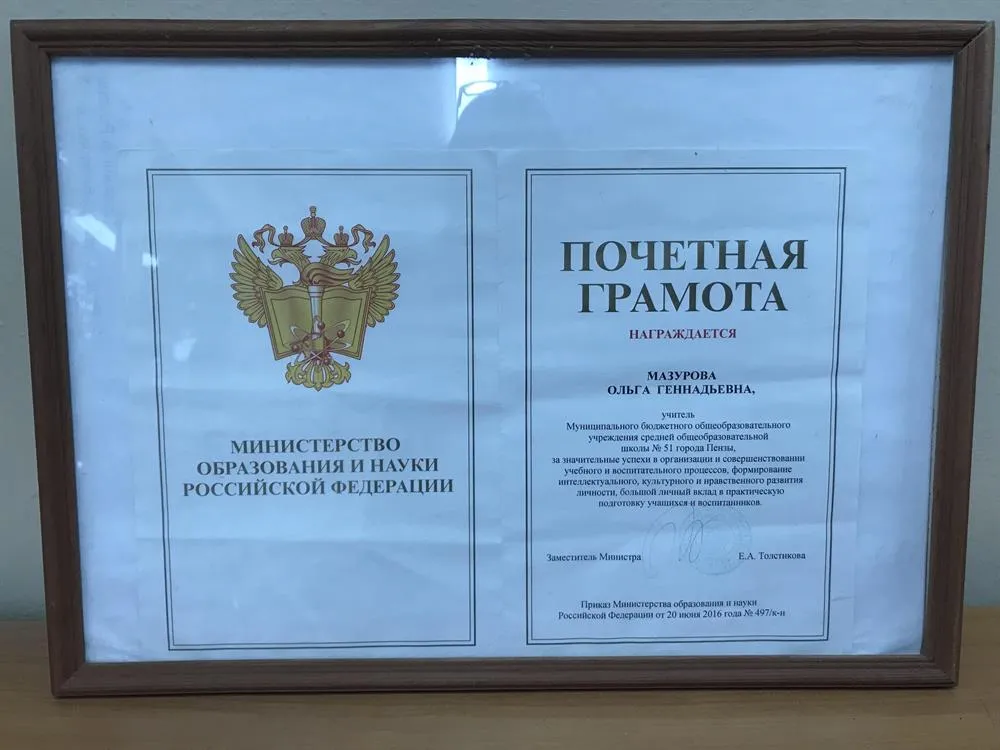 МИНИСТЕРСТВО
ОБРАЗОВАНИЯ И НАУКИ
РОССИЙСКОЙ ФЕДЕРАЦИИ
ПОЧЕТНАЯ
ГРАМОТА
НАГРАЖДАЕТСЯ
МАЗУРОВА
ОЛЬГА ГЕННАДЬЕВНА,
учитель
Муниципального бюджетного общеобразовательного
учреждения средней общеобразовательной
школы № 51 города Пензы,
за значительные успехи в организации и совершенствовании
учебного и воспитательного процессов, формирование
интеллектуального, культурного и нравственного развития
личности, большой личный вклад в практическую
подготовку учащихся и воспитанников.
Заместитель Министра Е.А. Толстикова
Приказ Министерства образования и науки
Российской Федерации от 20 июня 2016 года № 497/к-н